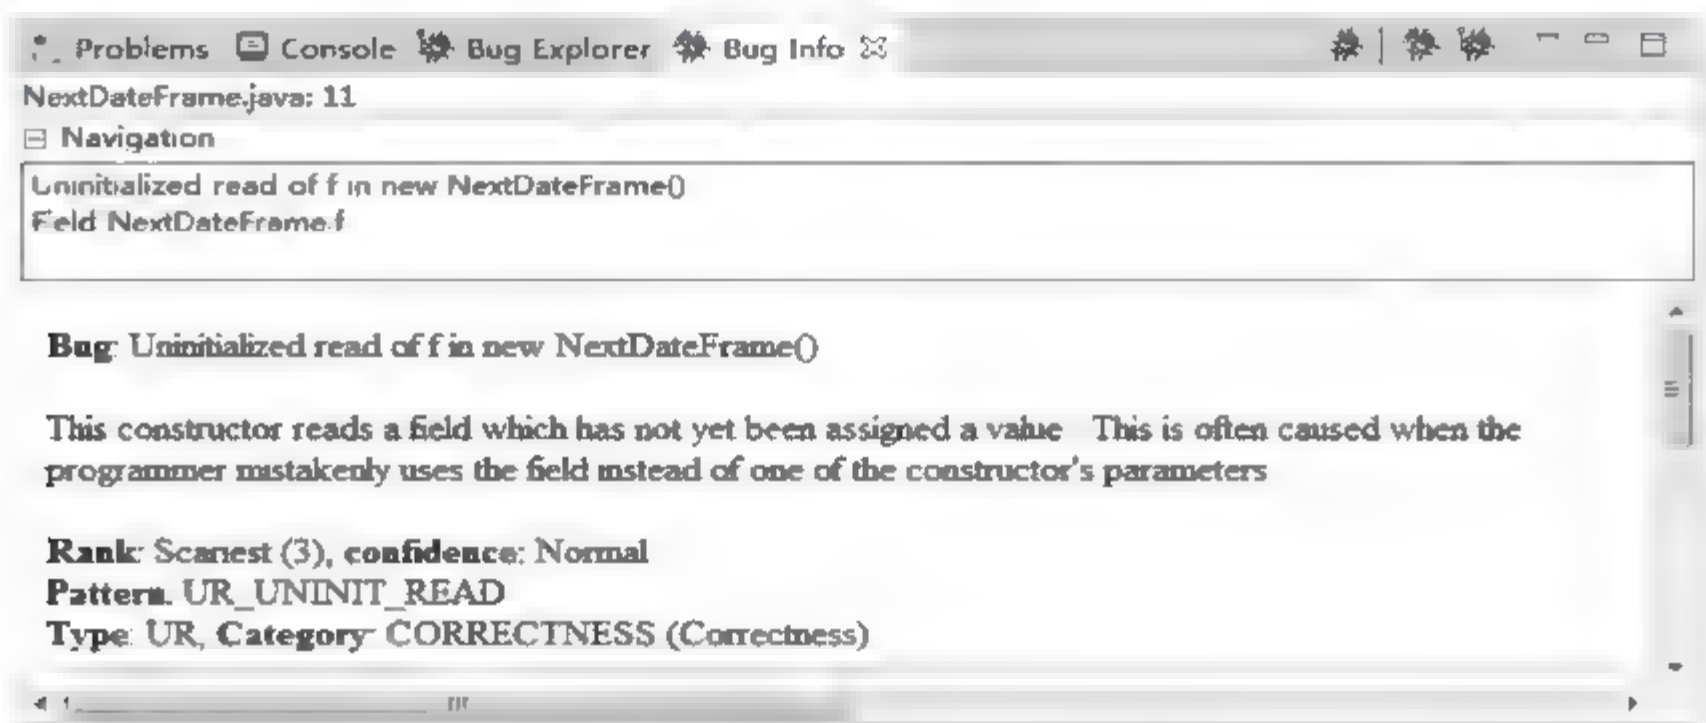 Problems Console Bug Explorer Bug Info
NextDateFrame.java: 11
Navigation
Uninitialized read of f in new NextDateFrame()
Field NextDateFrame.f
Bug: Uninitialized read of f in new NextDateFrame()
This constructor reads a field which has not yet been assigned a value This is often caused when the
programmer mistakenly uses the field instead of one of the constructor's parameters
Rank: Scariest (3), confidence: Normal
Pattern: UR_UNINIT_READ
Type: UR, Category: CORRECTNESS (Correctness)